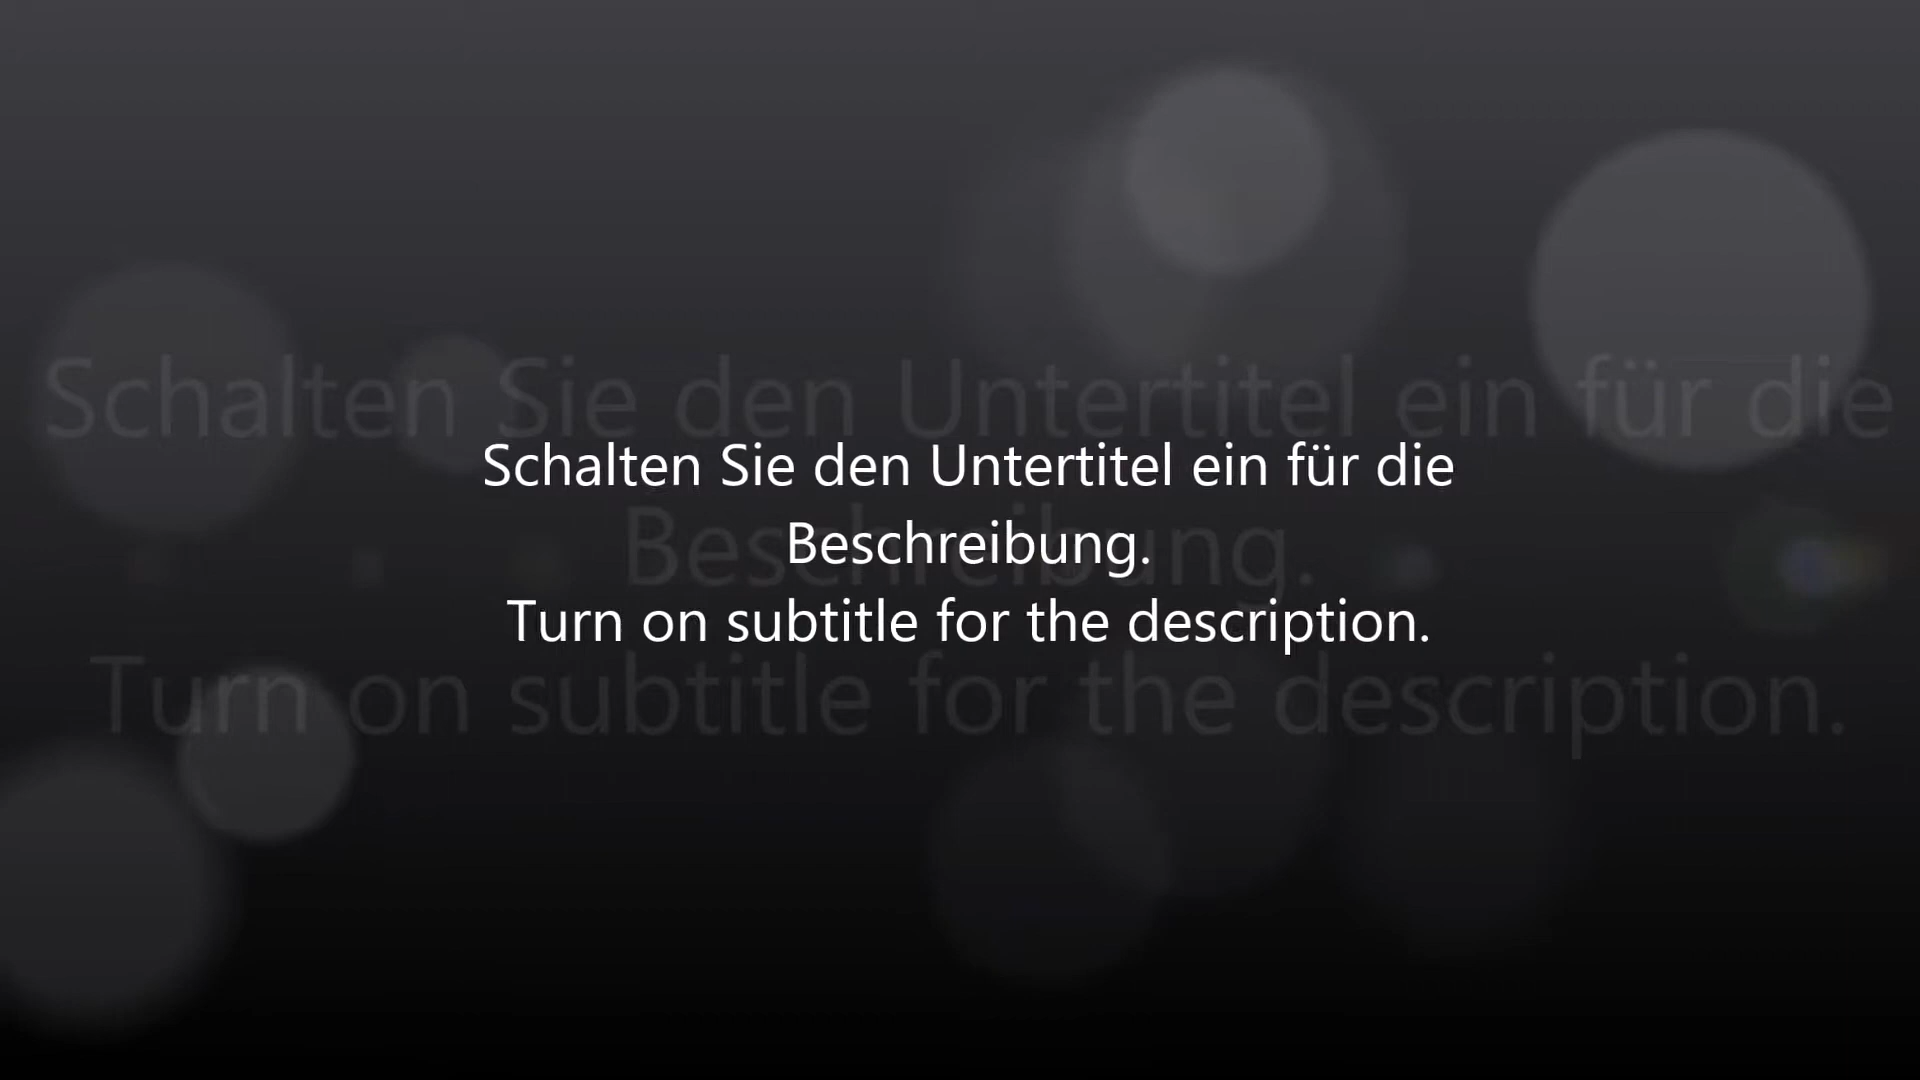 Schalten Sie den Untertitel ein für die
Beschreibung.
Turn on subtitle for the description.